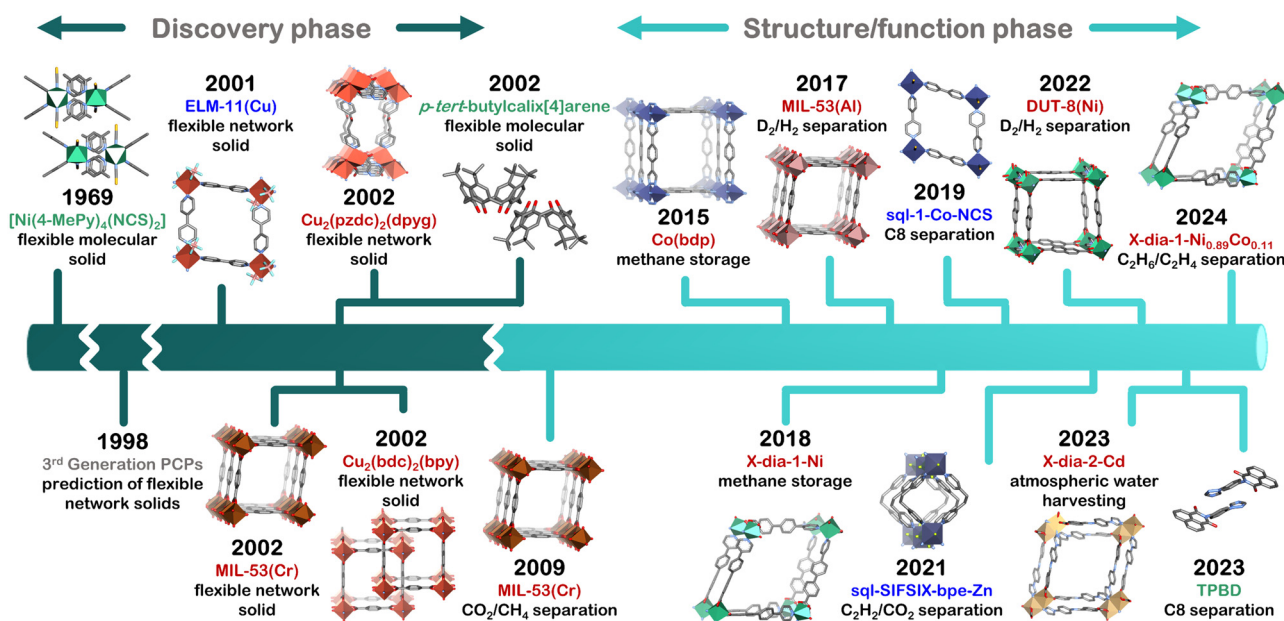 Discovery phase
Structure/function phase
1969
[Ni(4-MePy)₄(NCS)₂]
flexible molecular
solid
2001
ELM-11(Cu)
flexible network
solid
2002
Cu₂(pzdc)₂(dpyg)
flexible network
solid
2002
p-tert-butylcalix[4]arene
flexible molecular
solid
2015
Co(bdp)
methane storage
2017
MIL-53(Al)
D₂/H₂ separation
2019
sql-1-Co-NCS
C8 separation
2022
DUT-8(Ni)
D₂/H₂ separation
2024
X-dia-1-Ni₀.₈₉Co₀.₁₁
C₂H₆/C₂H₄ separation
1998
3ʳᵈ Generation PCPs
prediction of flexible
network solids
2002
MIL-53(Cr)
flexible network
solid
2002
Cu₂(bdc)₂(bpy)
flexible network
solid
2009
MIL-53(Cr)
CO₂/CH₄ separation
2018
X-dia-1-Ni
methane storage
2021
sql-SIFSIX-bpe-Zn
C₂H₂/CO₂ separation
2023
X-dia-2-Cd
atmospheric water
harvesting
2023
TPBD
C8 separation